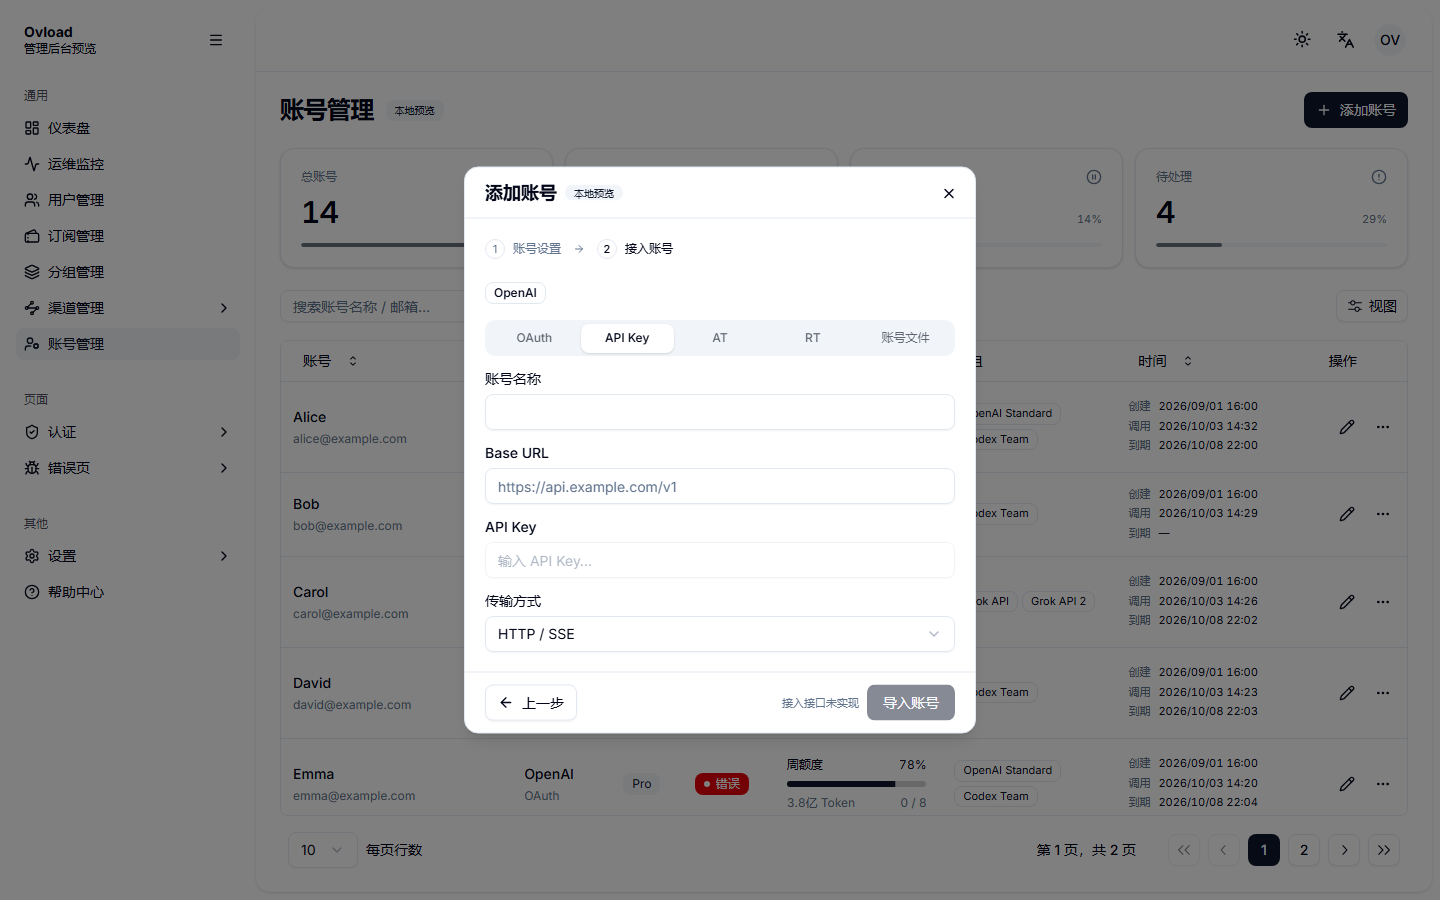 Ovload
管理后台预览
通用
仪表盘
运维监控
用户管理
订阅管理
分组管理
渠道管理
账号管理
页面
认证
错误页
其他
设置
帮助中心
OV
账号管理 本地预览
添加账号
总账号
14
14%
待处理
4
29%
搜索账号名称 / 邮箱...
视图
账号
时间
操作
Alice
alice@example.com
enAI Standard
dex Team
创建 2026/09/01 16:00
调用 2026/10/03 14:32
到期 2026/10/08 22:00
Bob
bob@example.com
dex Team
创建 2026/09/01 16:00
调用 2026/10/03 14:29
到期 —
Carol
carol@example.com
ok API
Grok API 2
创建 2026/09/01 16:00
调用 2026/10/03 14:26
到期 2026/10/08 22:02
David
david@example.com
dex Team
创建 2026/09/01 16:00
调用 2026/10/03 14:23
到期 2026/10/08 22:03
Emma
emma@example.com
OpenAI
OAuth
Pro
错误
周额度 78%
3.8亿 Token 0 / 8
OpenAI Standard
Codex Team
创建 2026/09/01 16:00
调用 2026/10/03 14:20
到期 2026/10/08 22:04
10 每页行数
第 1 页，共 2 页
1
2
添加账号 本地预览
1 账号设置 → 2 接入账号
OpenAI
OAuth API Key AT RT 账号文件
账号名称
Base URL
https://api.example.com/v1
API Key
输入 API Key...
传输方式
HTTP / SSE
上一步
接入接口未实现
导入账号